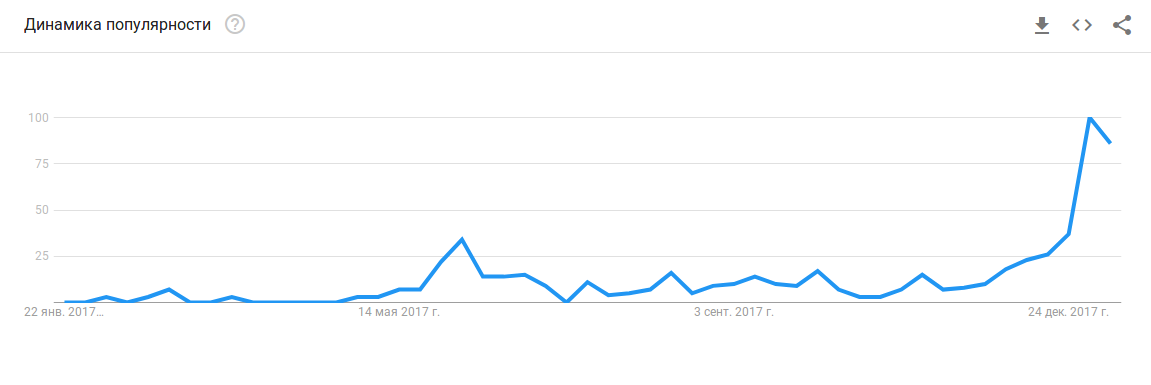 Динамика популярности ?
100
75
50
25
22 янв. 2017… 14 мая 2017 г. 3 сент. 2017 г. 24 дек. 2017 г.